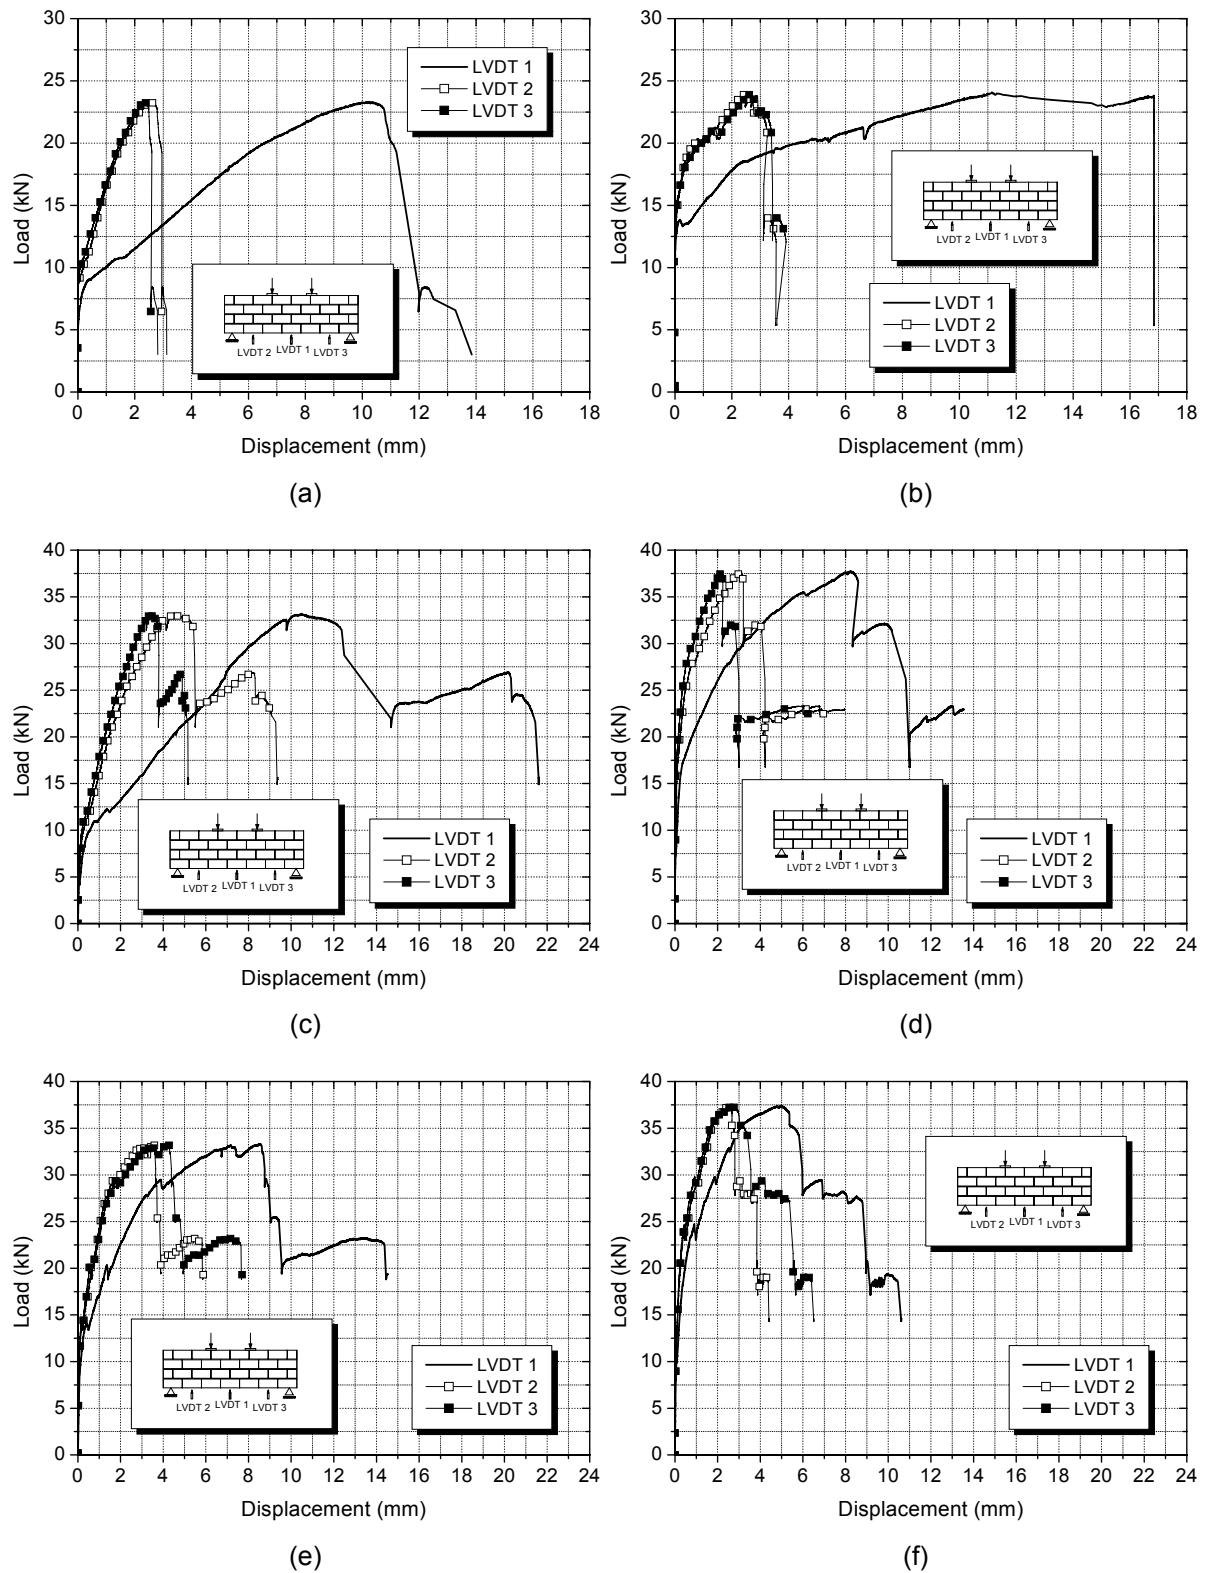 30
25
20
15
10
5
0
Load (kN)
LVDT 1
LVDT 2
LVDT 3
LVDT 2 LVDT 1 LVDT 3
0 2 4 6 8 10 12 14 16 18
Displacement (mm)
(a)
30
25
20
15
10
5
0
Load (kN)
LVDT 2 LVDT 1 LVDT 3
LVDT 1
LVDT 2
LVDT 3
0 2 4 6 8 10 12 14 16 18
Displacement (mm)
(b)
40
35
30
25
20
15
10
5
0
Load (kN)
LVDT 2 LVDT 1 LVDT 3
LVDT 1
LVDT 2
LVDT 3
0 2 4 6 8 10 12 14 16 18 20 22 24
Displacement (mm)
(c)
40
35
30
25
20
15
10
5
0
Load (kN)
LVDT 2 LVDT 1 LVDT 3
LVDT 1
LVDT 2
LVDT 3
0 2 4 6 8 10 12 14 16 18 20 22 24
Displacement (mm)
(d)
40
35
30
25
20
15
10
5
0
Load (kN)
LVDT 2 LVDT 1 LVDT 3
LVDT 1
LVDT 2
LVDT 3
0 2 4 6 8 10 12 14 16 18 20 22 24
Displacement (mm)
(e)
40
35
30
25
20
15
10
5
0
Load (kN)
LVDT 2 LVDT 1 LVDT 3
LVDT 1
LVDT 2
LVDT 3
0 2 4 6 8 10 12 14 16 18 20 22 24
Displacement (mm)
(f)